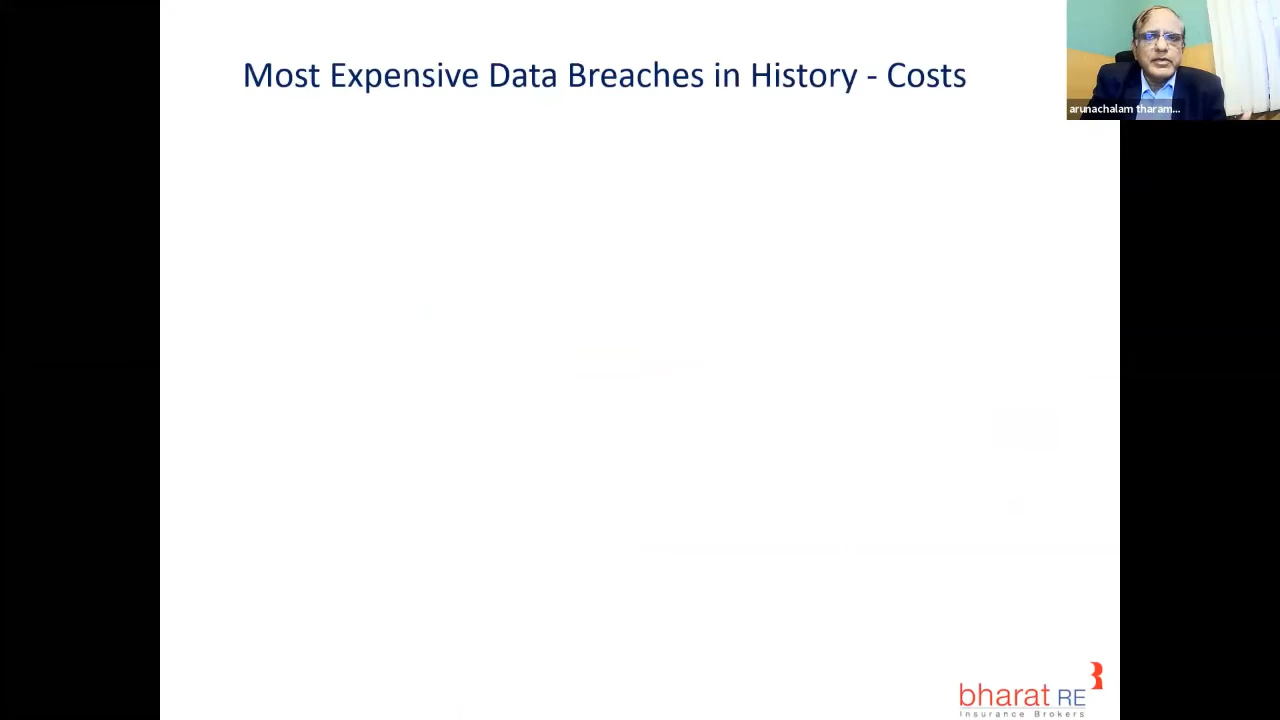 Most Expensive Data Breaches in History - Costs
arunachalam tharam...
bharat RE
Insurance Brokers